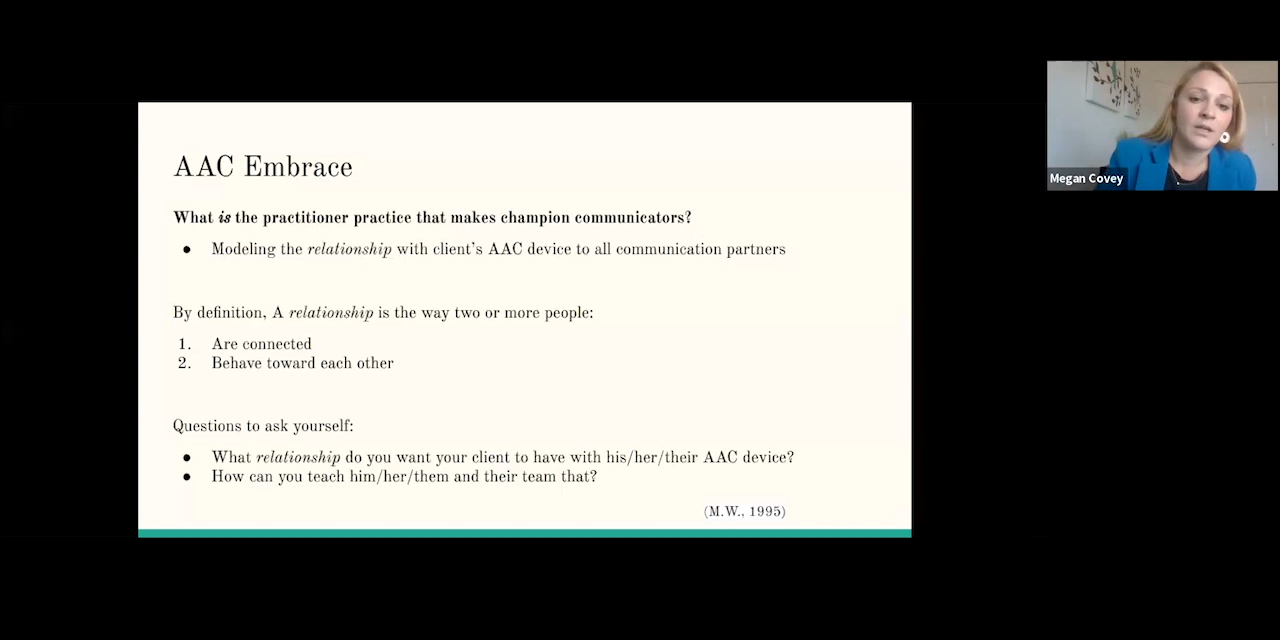 AAC Embrace
What is the practitioner practice that makes champion communicators?
● Modeling the relationship with client's AAC device to all communication partners
By definition, A relationship is the way two or more people:
1. Are connected
2. Behave toward each other
Questions to ask yourself:
● What relationship do you want your client to have with his/her/their AAC device?
● How can you teach him/her/them and their team that?
(M.W., 1995)
Megan Covey